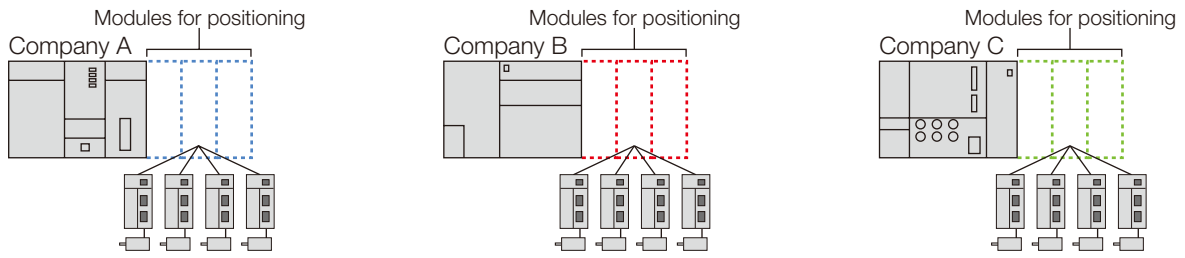 Modules for positioning
Company A
Modules for positioning
Company B
Modules for positioning
Company C